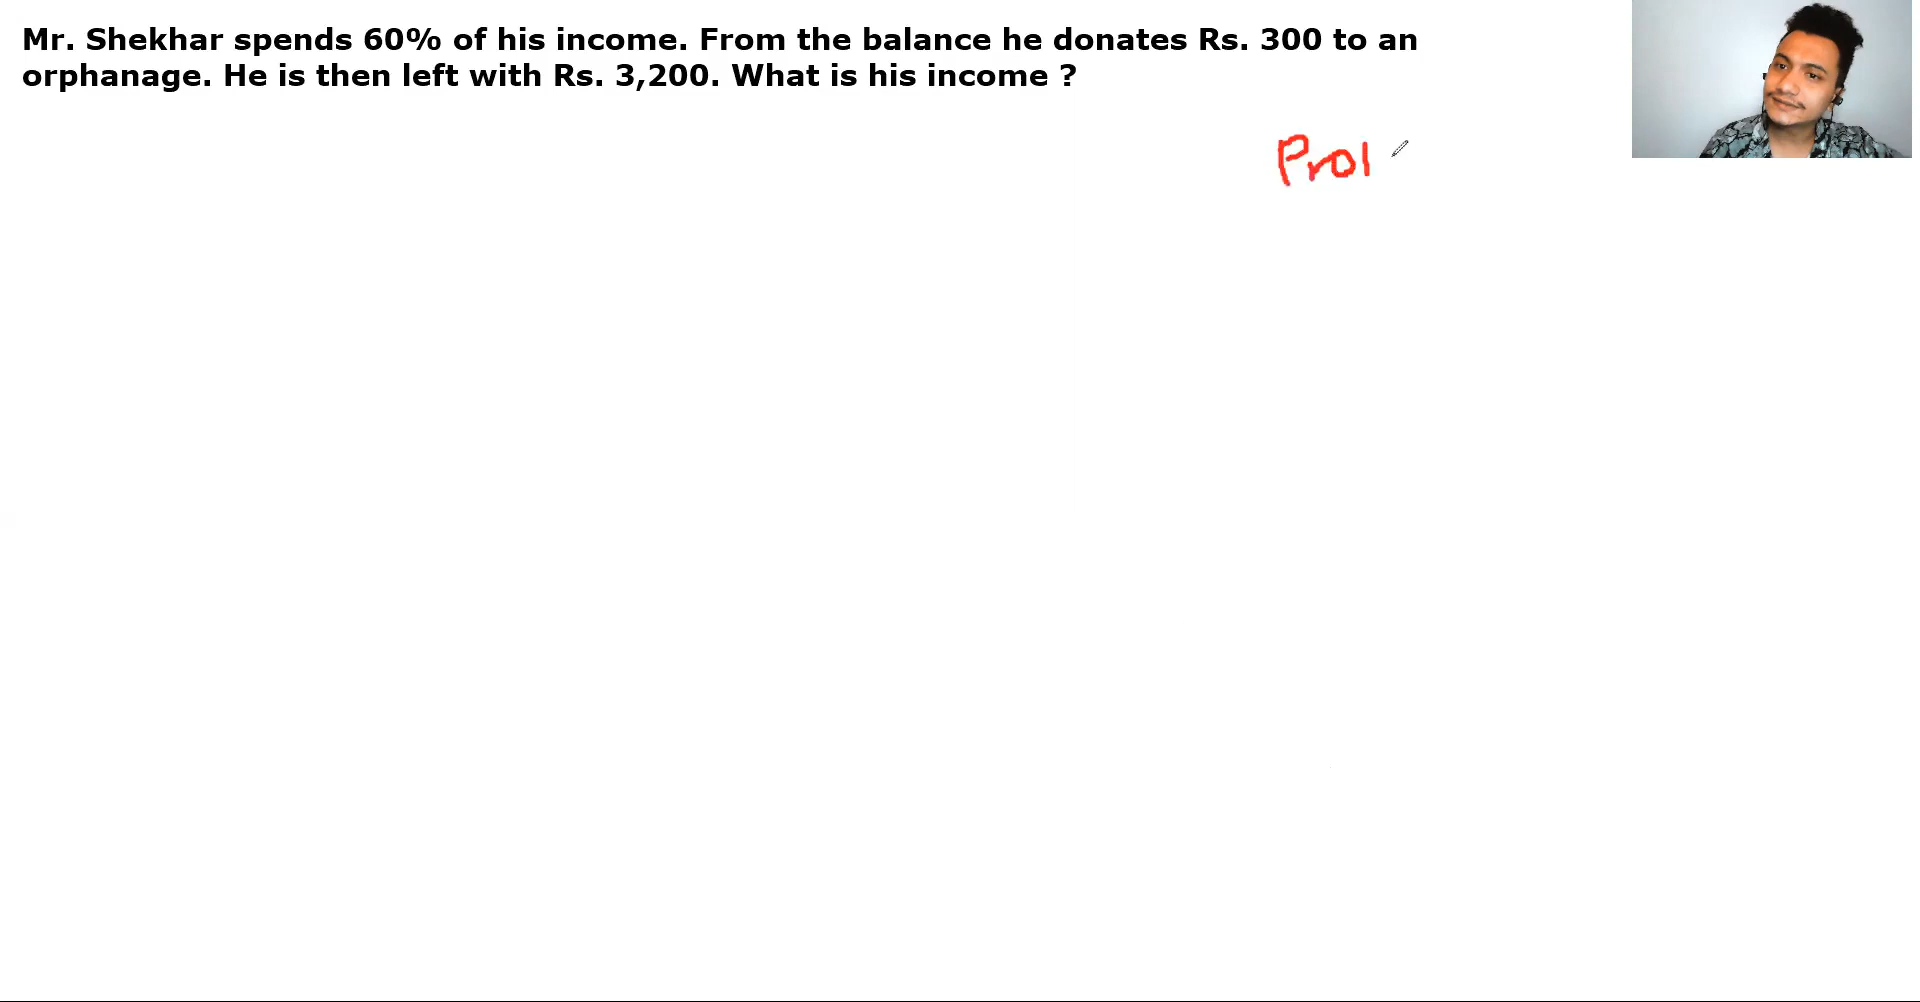 Mr. Shekhar spends 60% of his income. From the balance he donates Rs. 300 to an
orphanage. He is then left with Rs. 3,200. What is his income ?
Prol